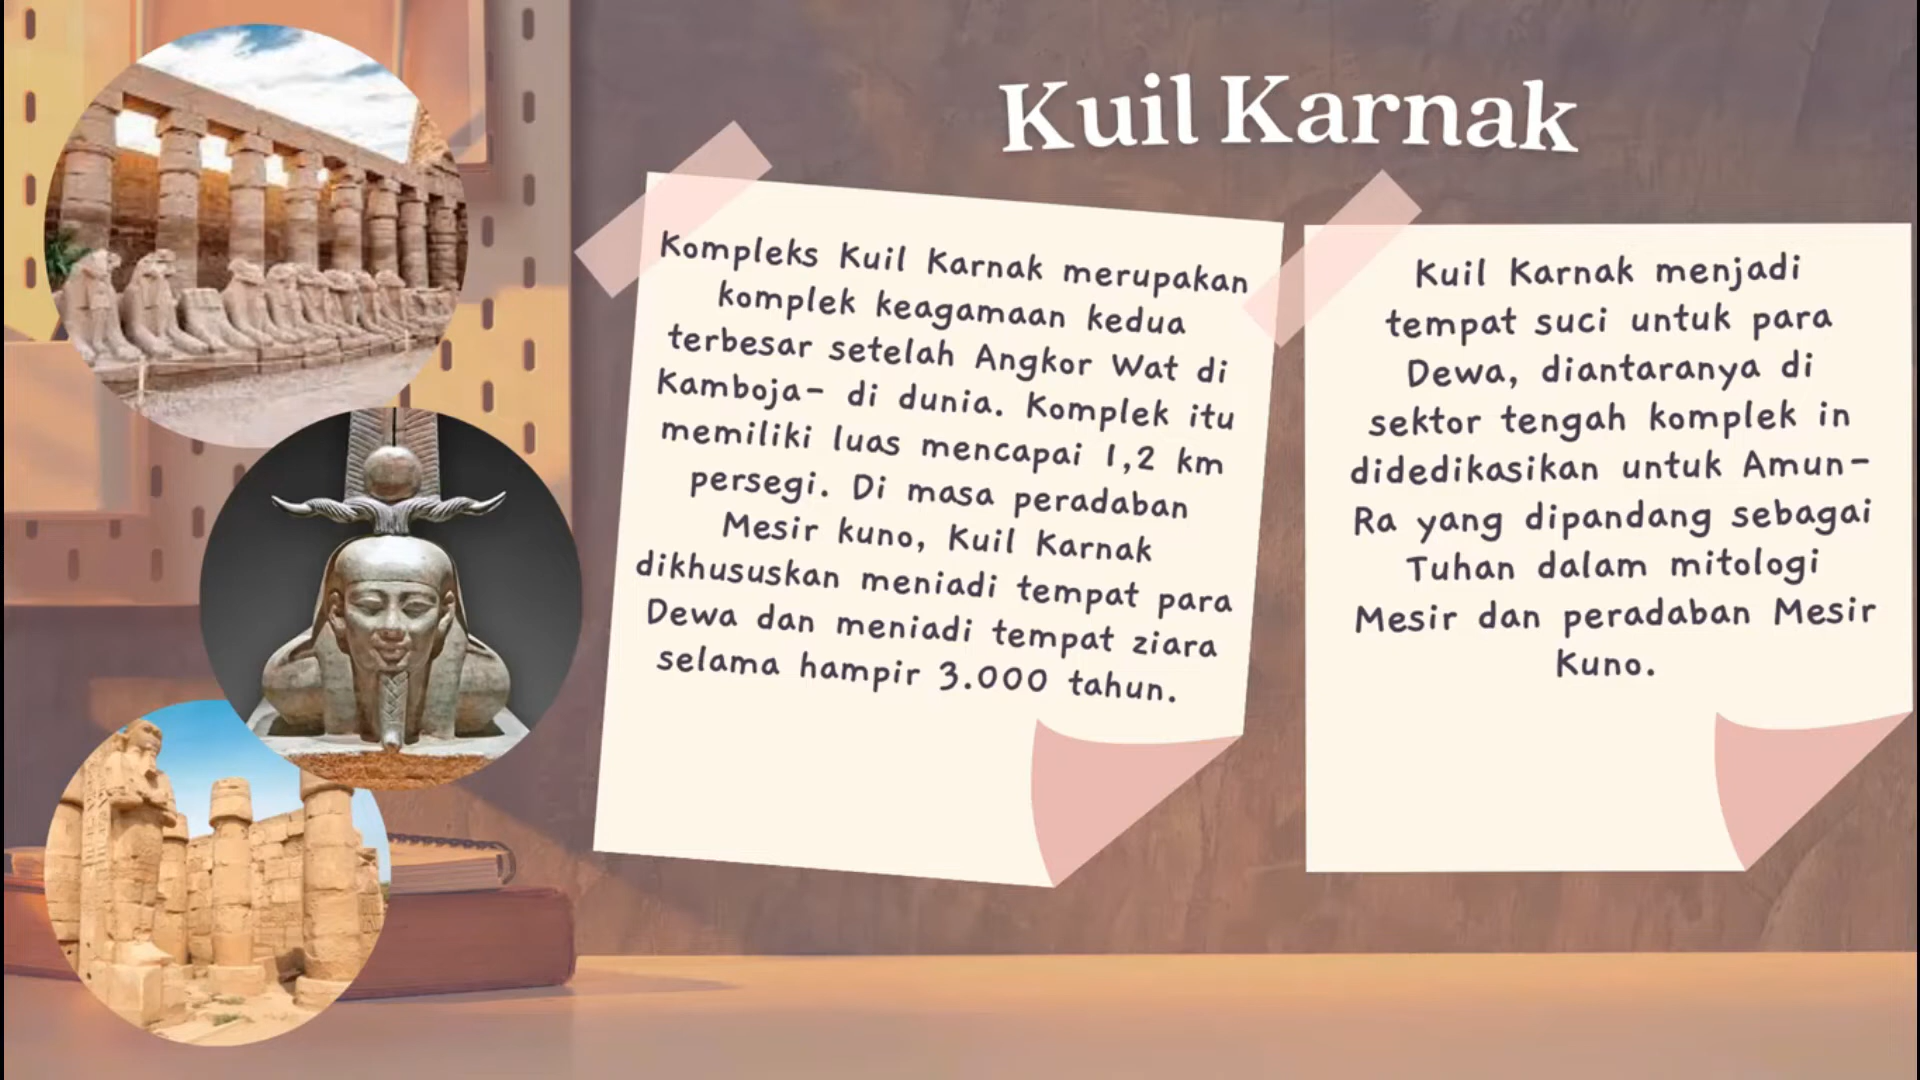 Kuil Karnak
Kompleks Kuil Karnak merupakan
komplek keagamaan kedua
terbesar setelah Angkor Wat di
Kamboja- di dunia. Komplek itu
memiliki luas mencapai 1,2 km
persegi. Di masa peradaban
Mesir kuno, Kuil Karnak
dikhususkan meniadi tempat para
Dewa dan meniadi tempat ziara
selama hampir 3.000 tahun.
Kuil Karnak menjadi
tempat suci untuk para
Dewa, diantaranya di
sektor tengah komplek in
didedikasikan untuk Amun-
Ra yang dipandang sebagai
Tuhan dalam mitologi
Mesir dan peradaban Mesir
Kuno.